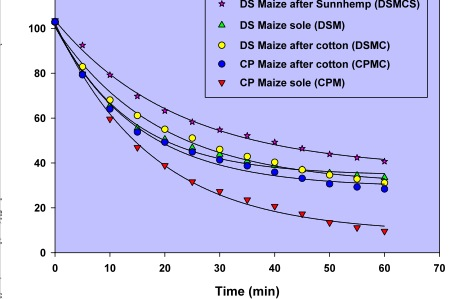 DS Maize after Sunnhemp (DSMCS)
DS Maize sole (DSM)
DS Maize after cotton (DSMC)
CP Maize after cotton (CPMC)
CP Maize sole (CPM)
100
80
60
40
20
0
0 10 20 30 40 50 60 70
Time (min)